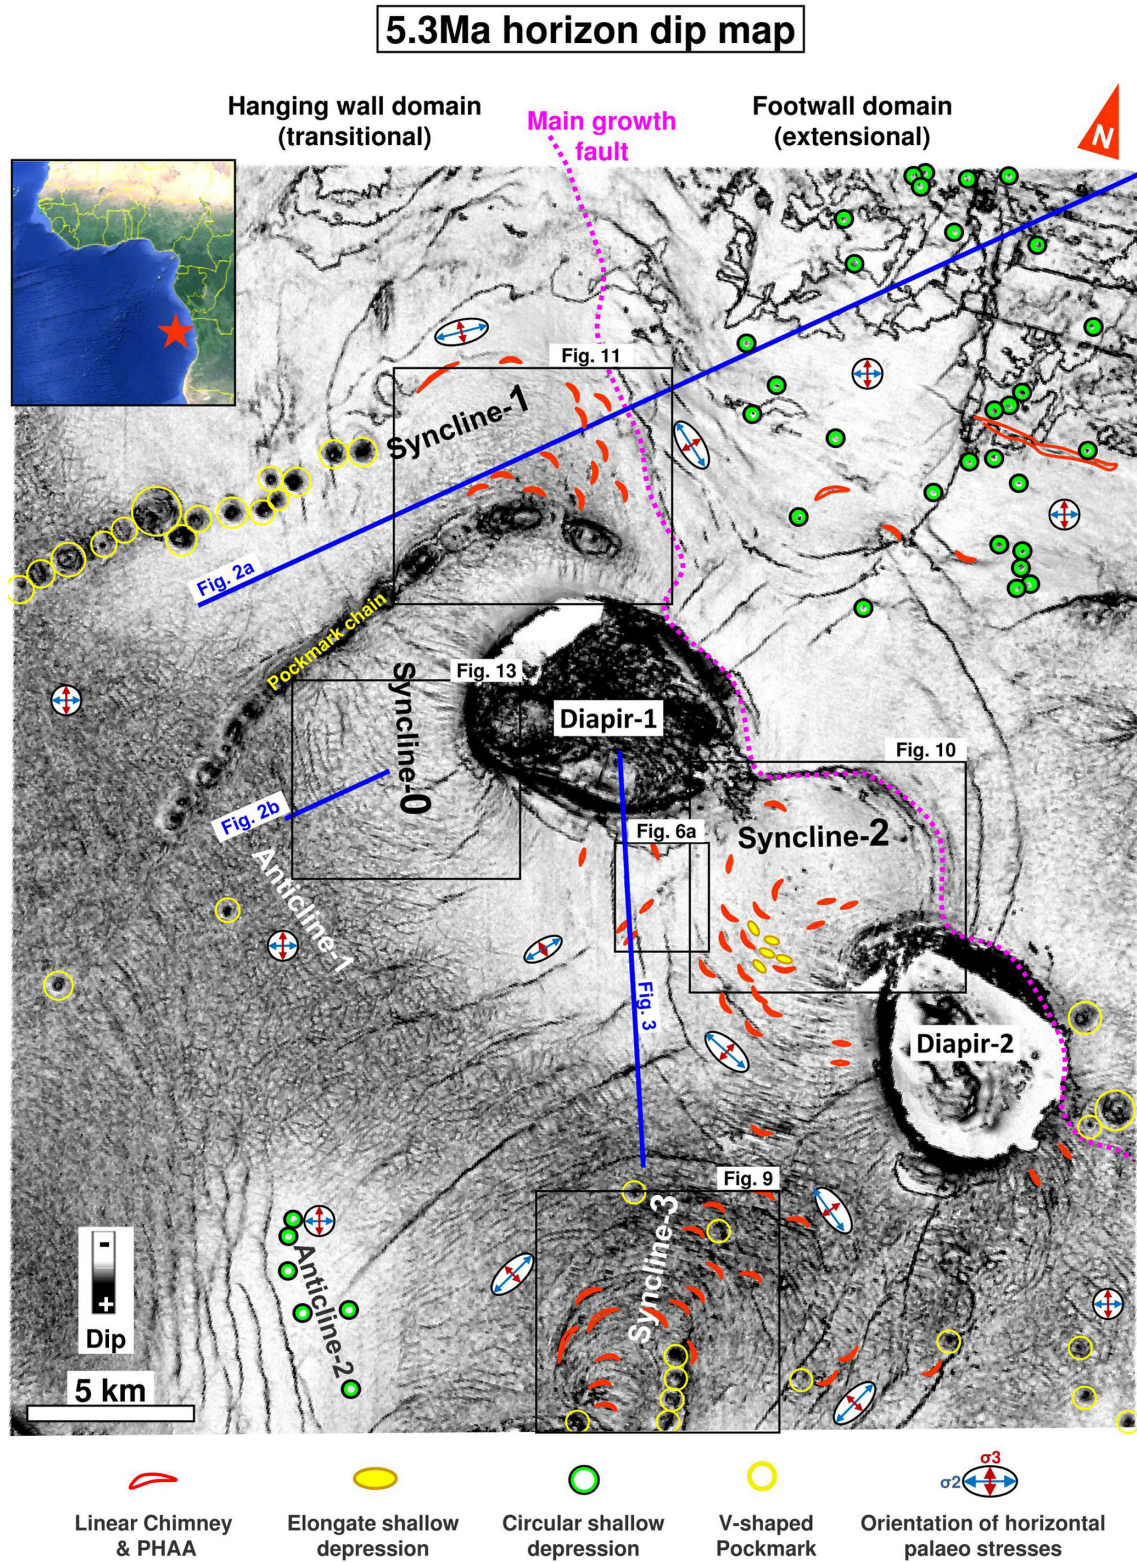 5.3Ma horizon dip map
Hanging wall domain
(transitional)
Main growth
fault
Footwall domain
(extensional)
N
Fig. 11
Syncline-1
Fig. 2a
Pockmark chain
Fig. 13
Syncline-0
Diapir-1
Fig. 10
Fig. 2b
Fig. 6a
Syncline-2
Anticline-1
Fig. 3
Diapir-2
Fig. 9
Syncline-3
Anticline-2
-
+
Dip
5 km
σ3
σ2
Linear Chimney
& PHAA
Elongate shallow
depression
Circular shallow
depression
V-shaped
Pockmark
Orientation of horizontal
palaeo stresses